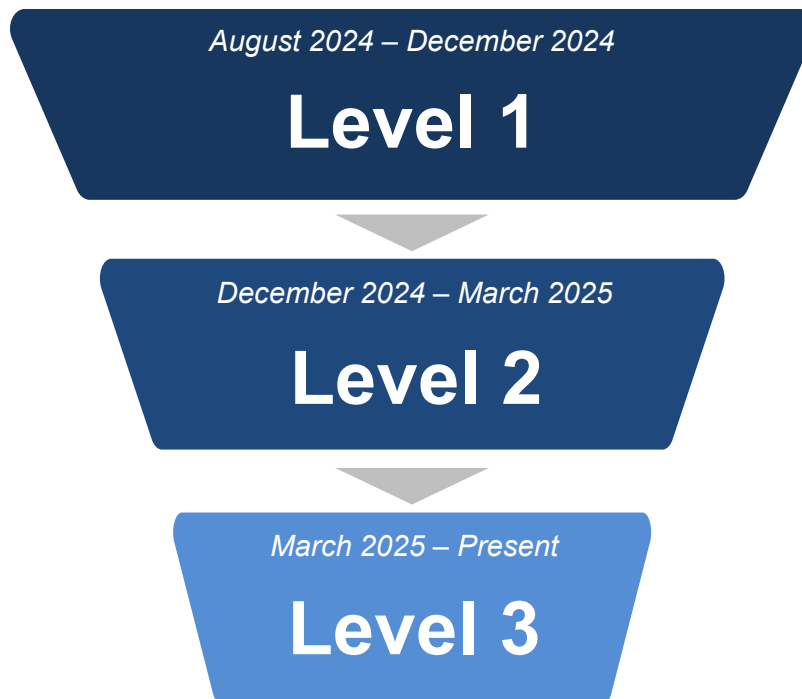 August 2024 – December 2024
Level 1
December 2024 – March 2025
Level 2
March 2025 – Present
Level 3